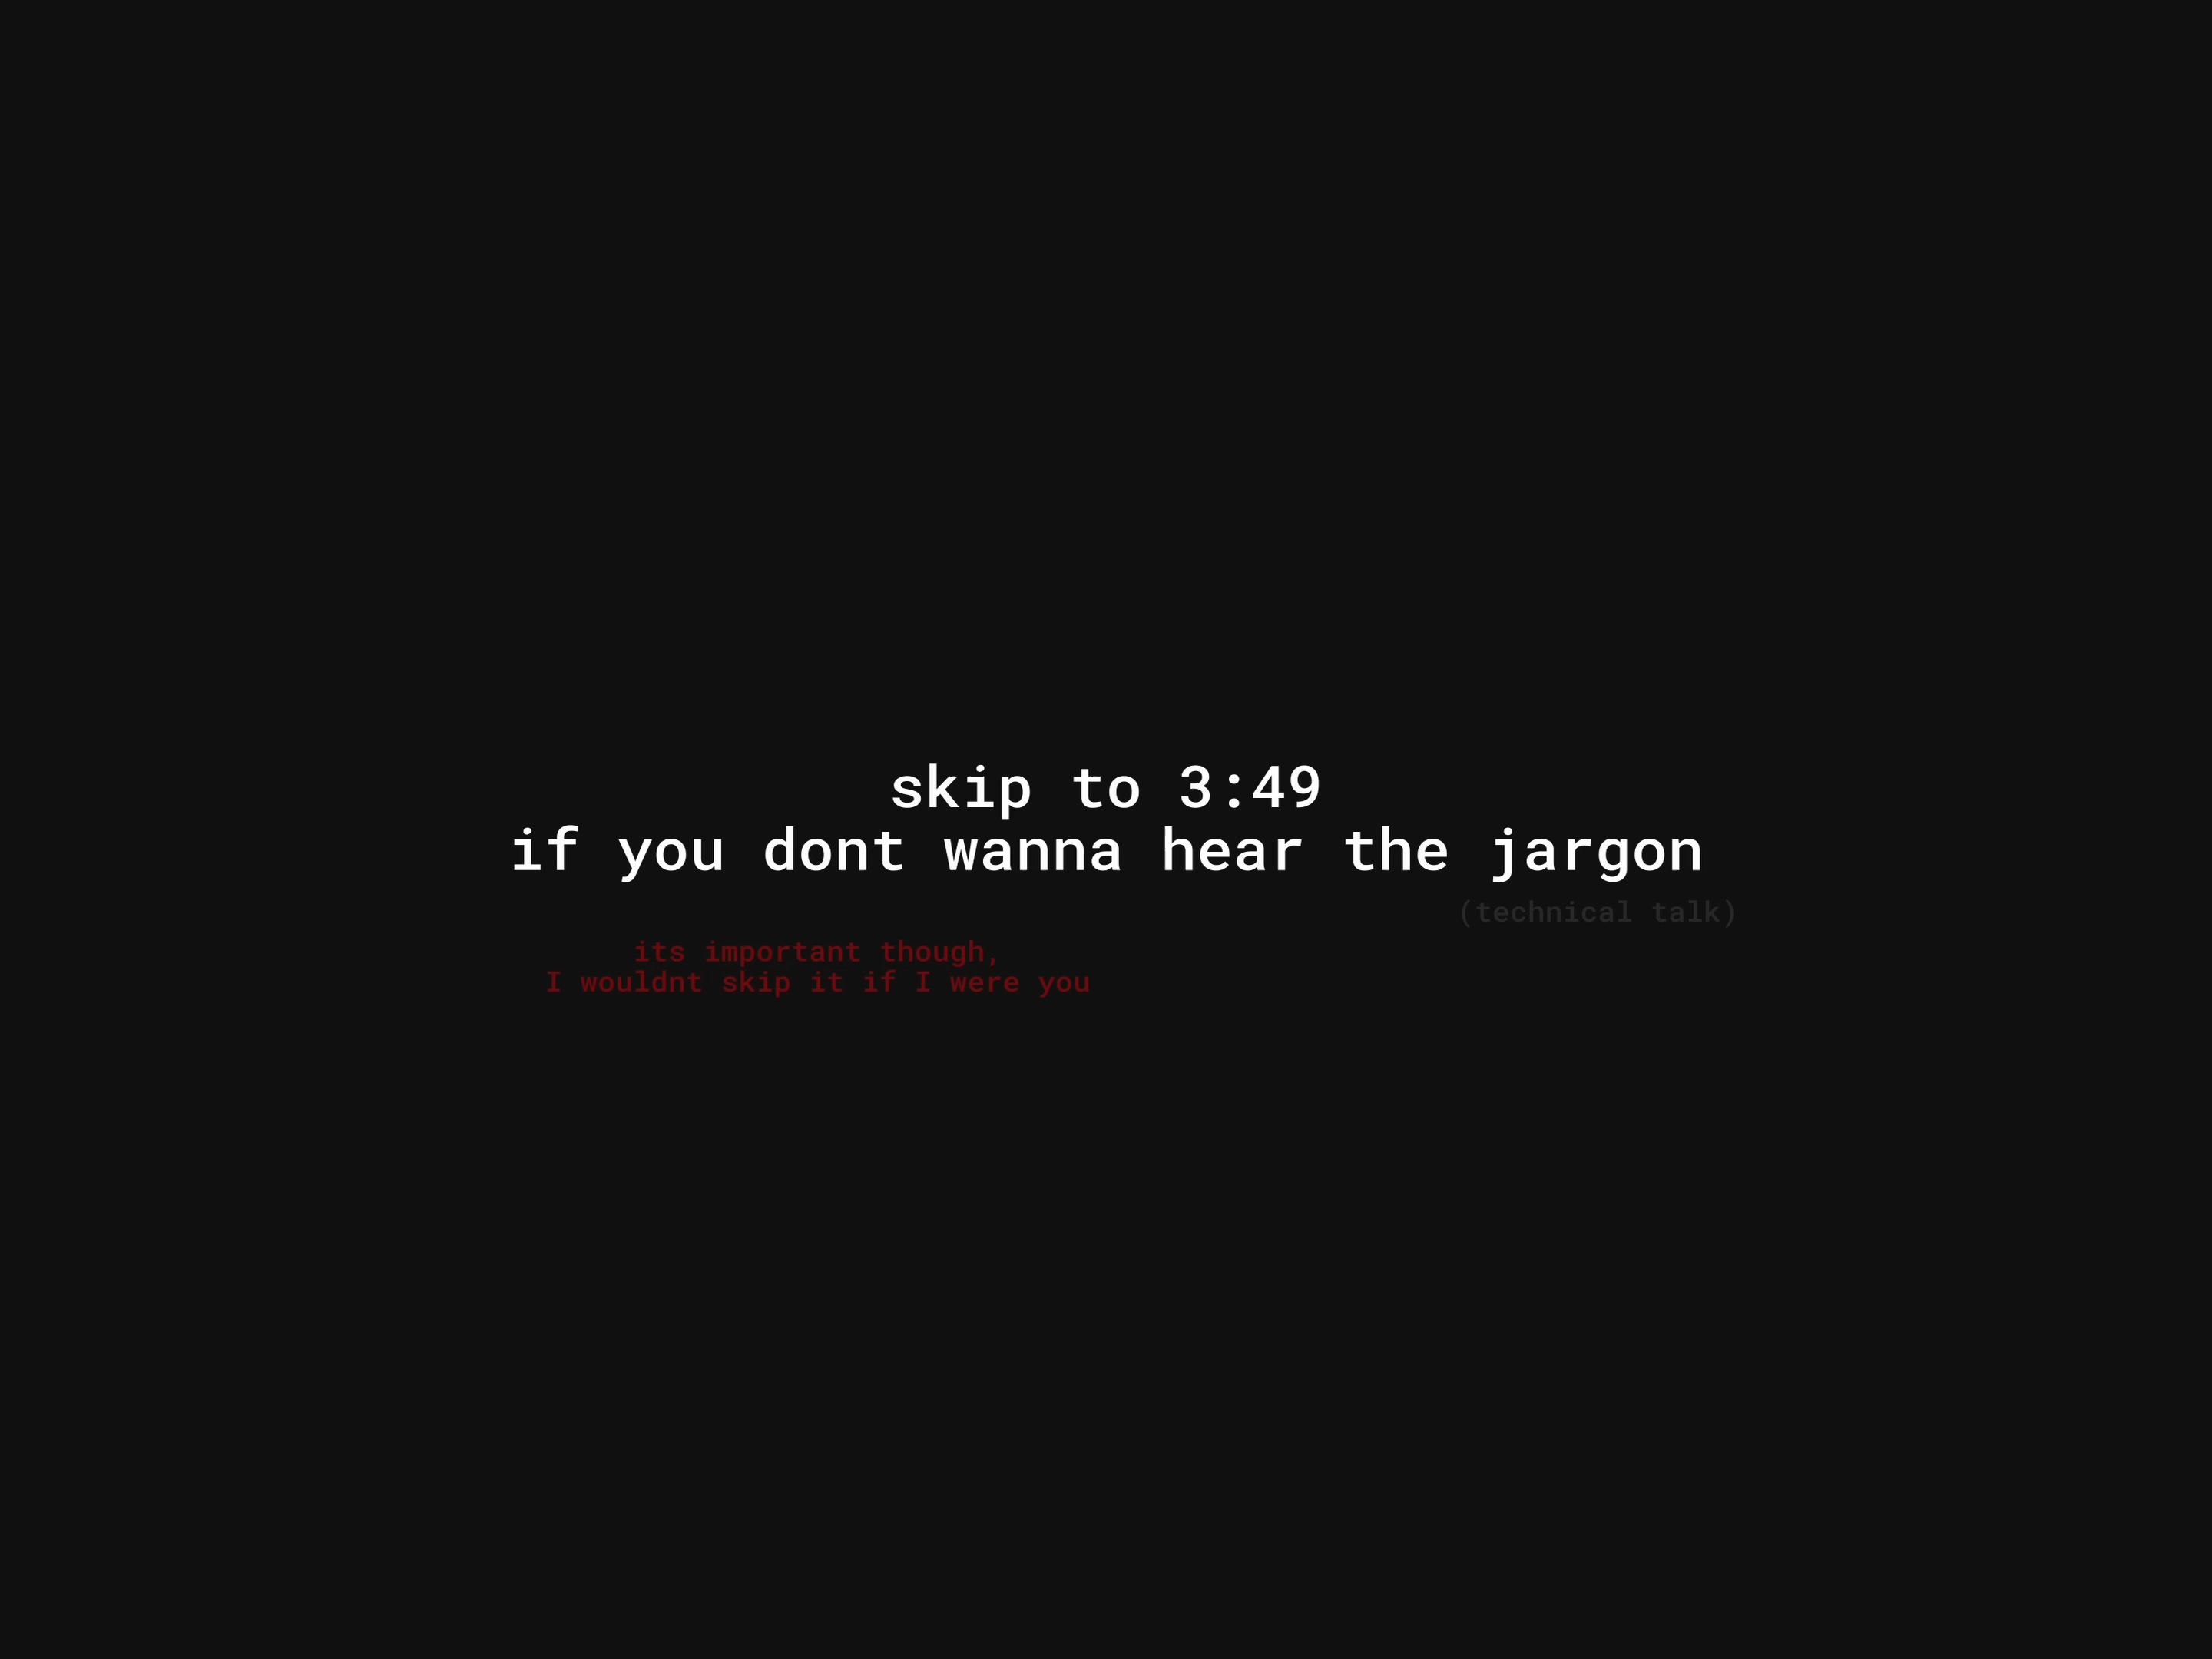 skip to 3:49
if you dont wanna hear the jargon
(technical talk)
its important though,
I wouldnt skip it if I were you